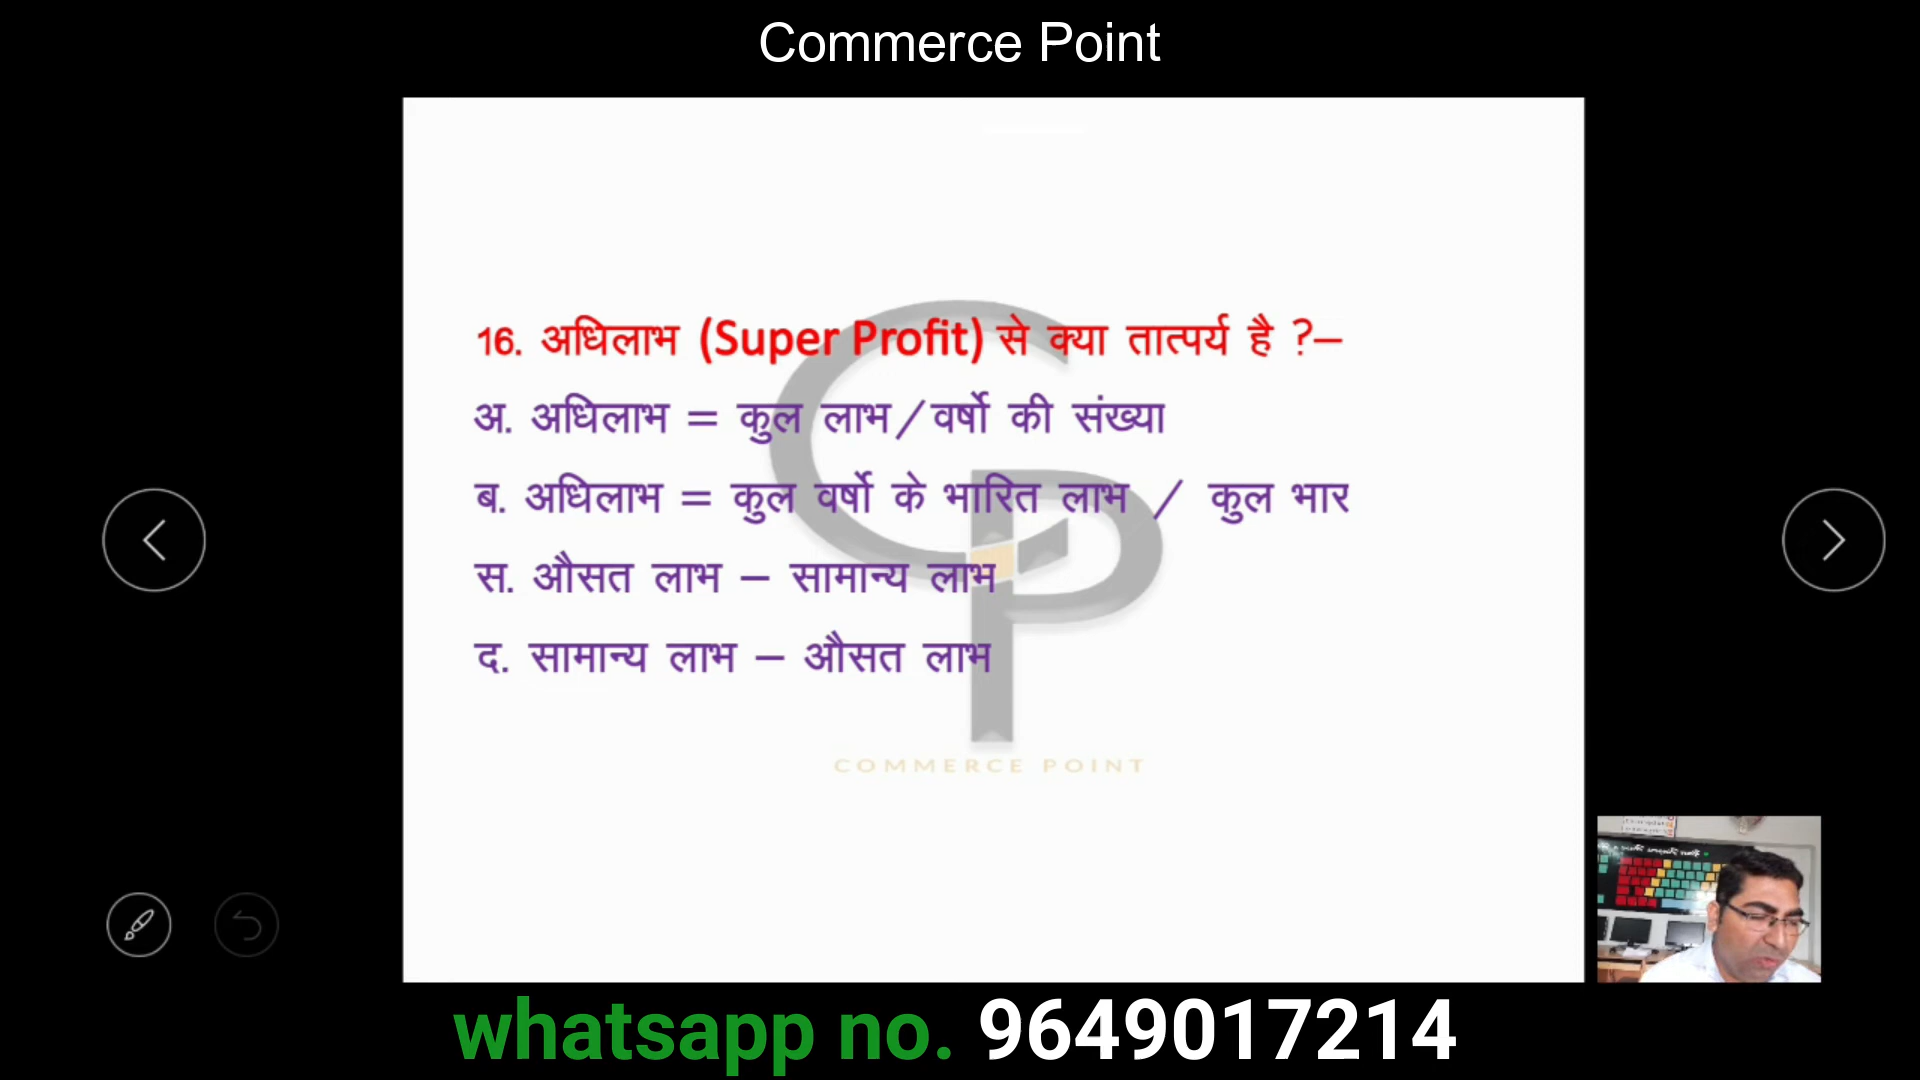 Commerce Point
16. अधिलाभ (Super Profit) से क्या तात्पर्य है ?–
अ. अधिलाभ = कुल लाभ/वर्षो की संख्या
ब. अधिलाभ = कुल वर्षो के भारित लाभ / कुल भार
स. औसत लाभ – सामान्य लाभ
द. सामान्य लाभ – औसत लाभ
COMMERCE POINT
whatsapp no. 9649017214